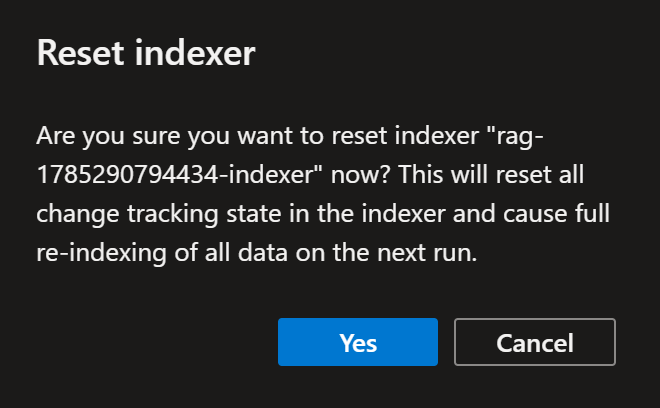 Reset indexer
Are you sure you want to reset indexer "rag-
1785290794434-indexer" now? This will reset all
change tracking state in the indexer and cause full
re-indexing of all data on the next run.
Yes
Cancel